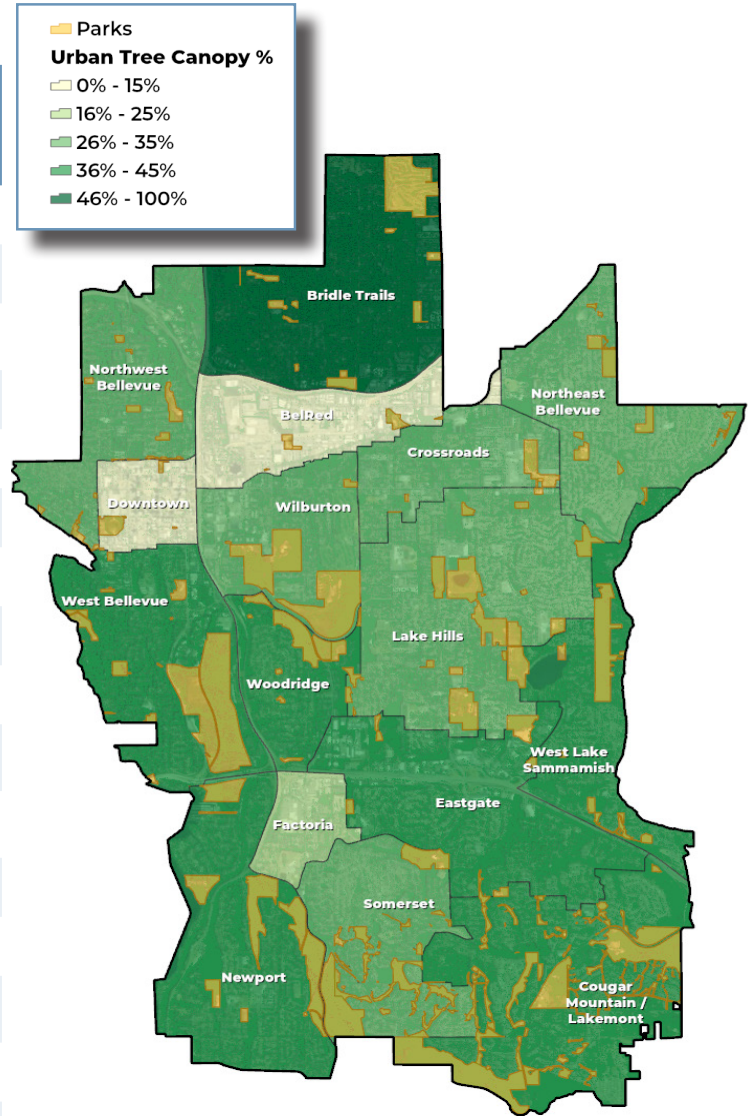 Parks
Urban Tree Canopy %
0% - 15%
16% - 25%
26% - 35%
36% - 45%
46% - 100%
Bridle Trails
Northwest
Bellevue
BelRed
Northeast
Bellevue
Crossroads
Downtown
Wilburton
West Bellevue
Lake Hills
Woodridge
West Lake
Sammamish
Eastgate
Factoria
Somerset
Newport
Cougar
Mountain /
Lakemont